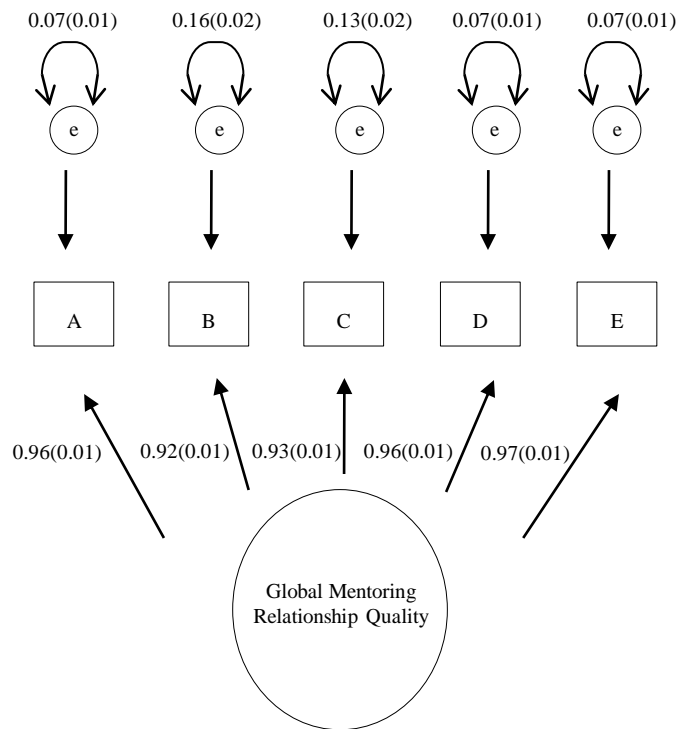 0.07(0.01) 0.16(0.02) 0.13(0.02) 0.07(0.01) 0.07(0.01)
e e e e e
A B C D E
0.96(0.01) 0.92(0.01) 0.93(0.01) 0.96(0.01) 0.97(0.01)
Global Mentoring
Relationship Quality